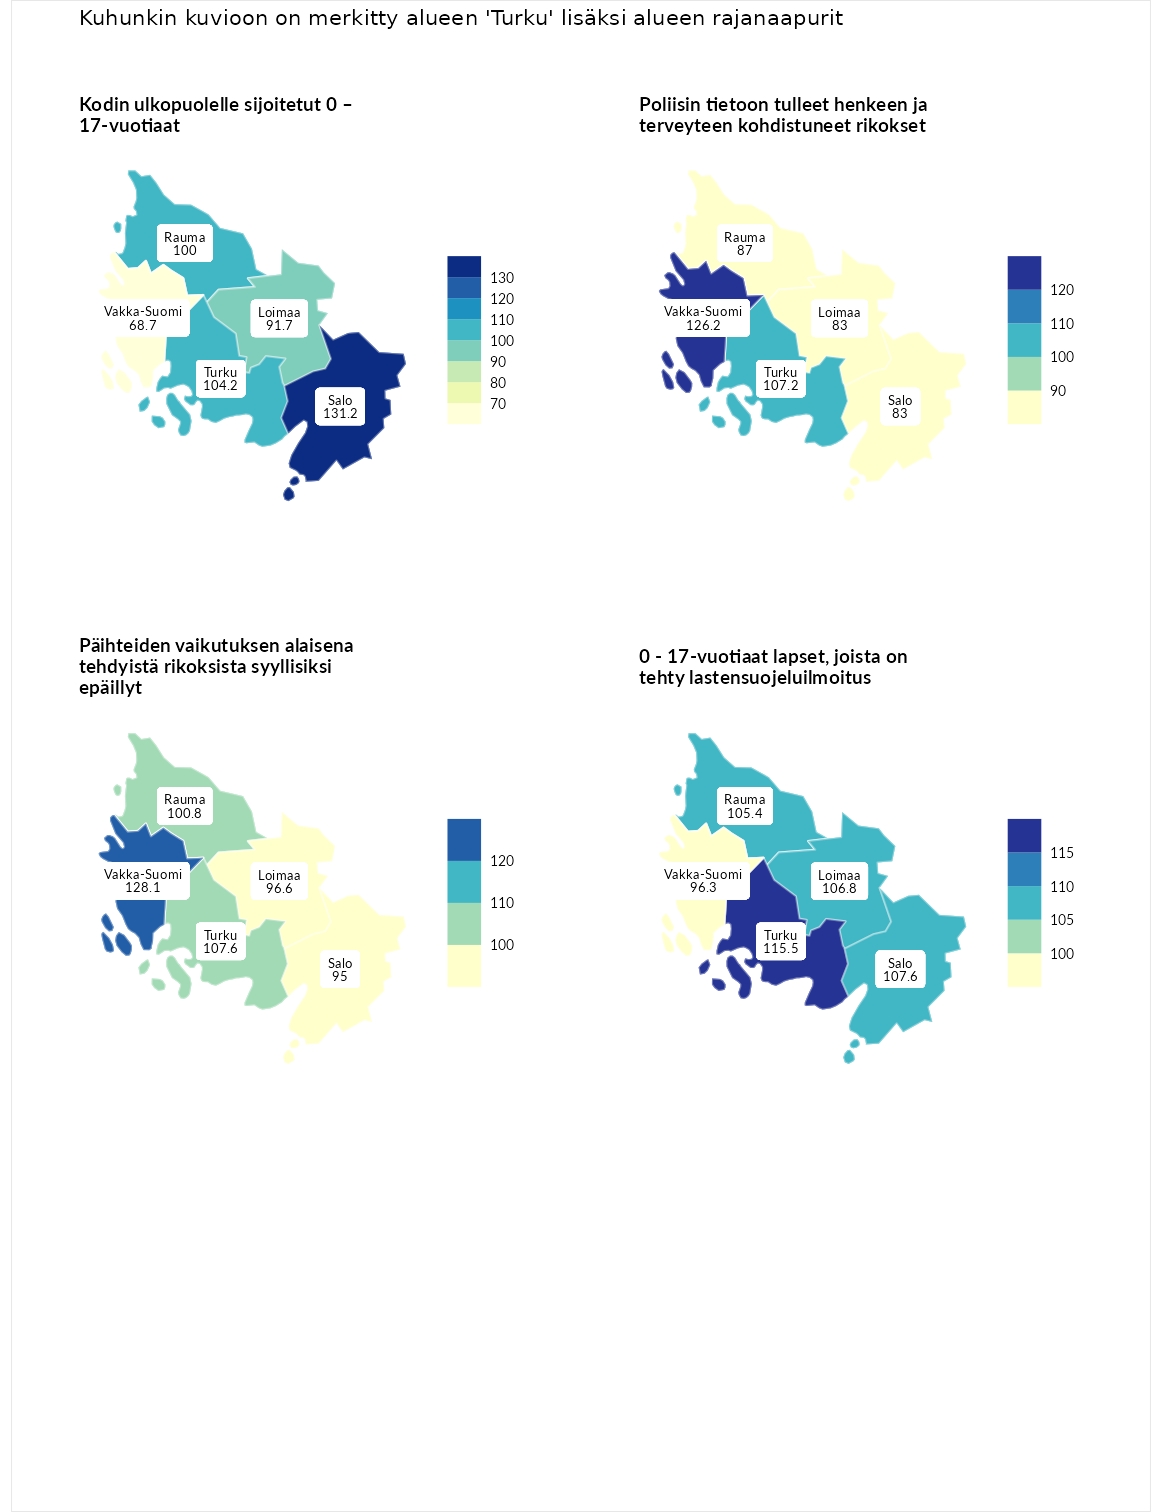 Kuhunkin kuvioon on merkitty alueen 'Turku' lisäksi alueen rajanaapurit
Kodin ulkopuolelle sijoitetut 0 –
17-vuotiaat
Rauma
100
Vakka-Suomi
68.7
Loimaa
91.7
Turku
104.2
Salo
131.2
130
120
110
100
90
80
70
Poliisin tietoon tulleet henkeen ja
terveyteen kohdistuneet rikokset
Rauma
87
Vakka-Suomi
126.2
Loimaa
83
Turku
107.2
Salo
83
120
110
100
90
Päihteiden vaikutuksen alaisena
tehdyistä rikoksista syyllisiksi
epäillyt
Rauma
100.8
Vakka-Suomi
128.1
Loimaa
96.6
Turku
107.6
Salo
95
120
110
100
0 - 17-vuotiaat lapset, joista on
tehty lastensuojeluilmoitus
Rauma
105.4
Vakka-Suomi
96.3
Loimaa
106.8
Turku
115.5
Salo
107.6
115
110
105
100